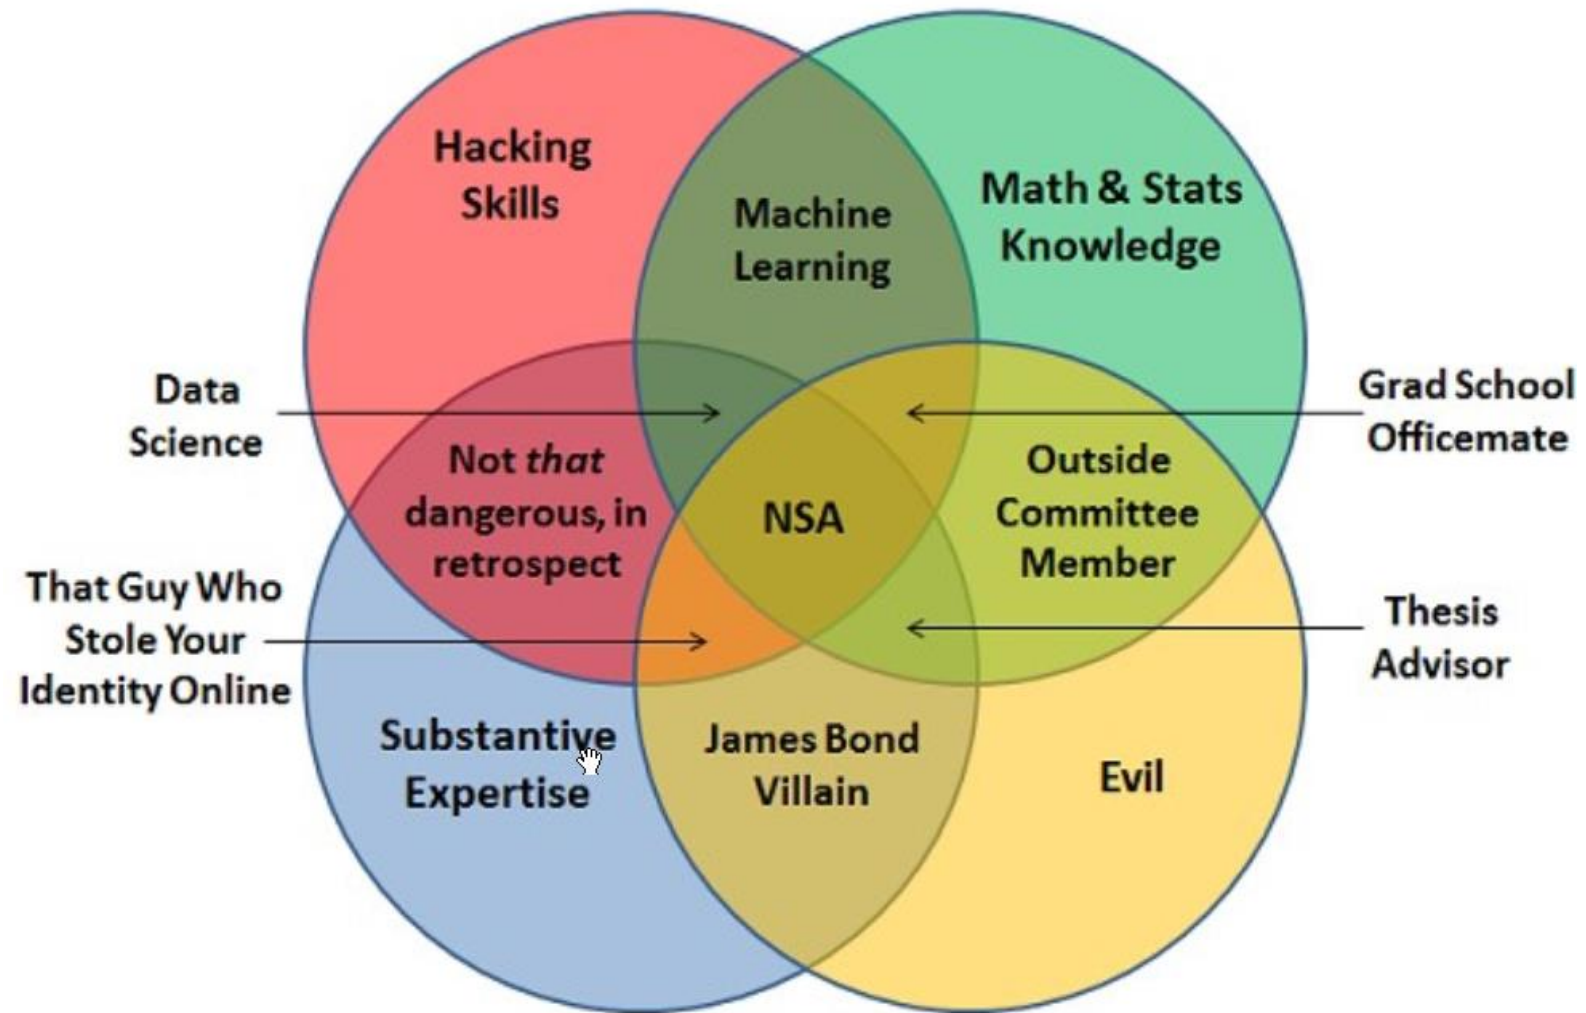 Hacking
Skills
Math & Stats
Knowledge
Machine
Learning
Data
Science
Grad School
Officemate
Not that
dangerous, in
retrospect
NSA
Outside
Committee
Member
That Guy Who
Stole Your
Identity Online
Thesis
Advisor
Substantive
Expertise
James Bond
Villain
Evil